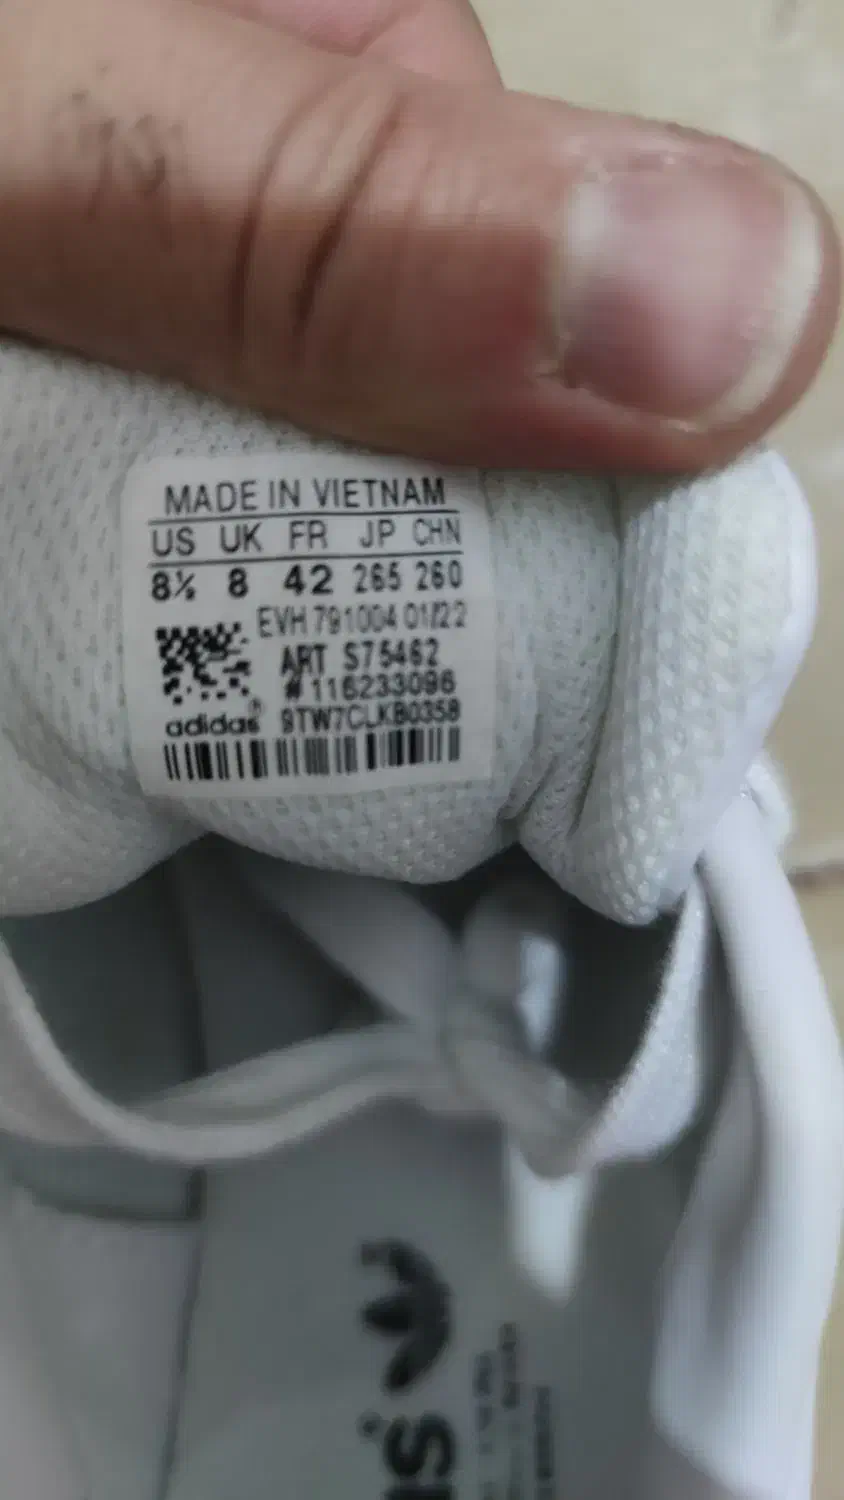 MADE IN VIETNAM
US UK FR JP CHN
8½ 8 42 265 260
EVH 791004 01/22
ART S75462
# 116233096
adidas® 9TW7CLKB0358